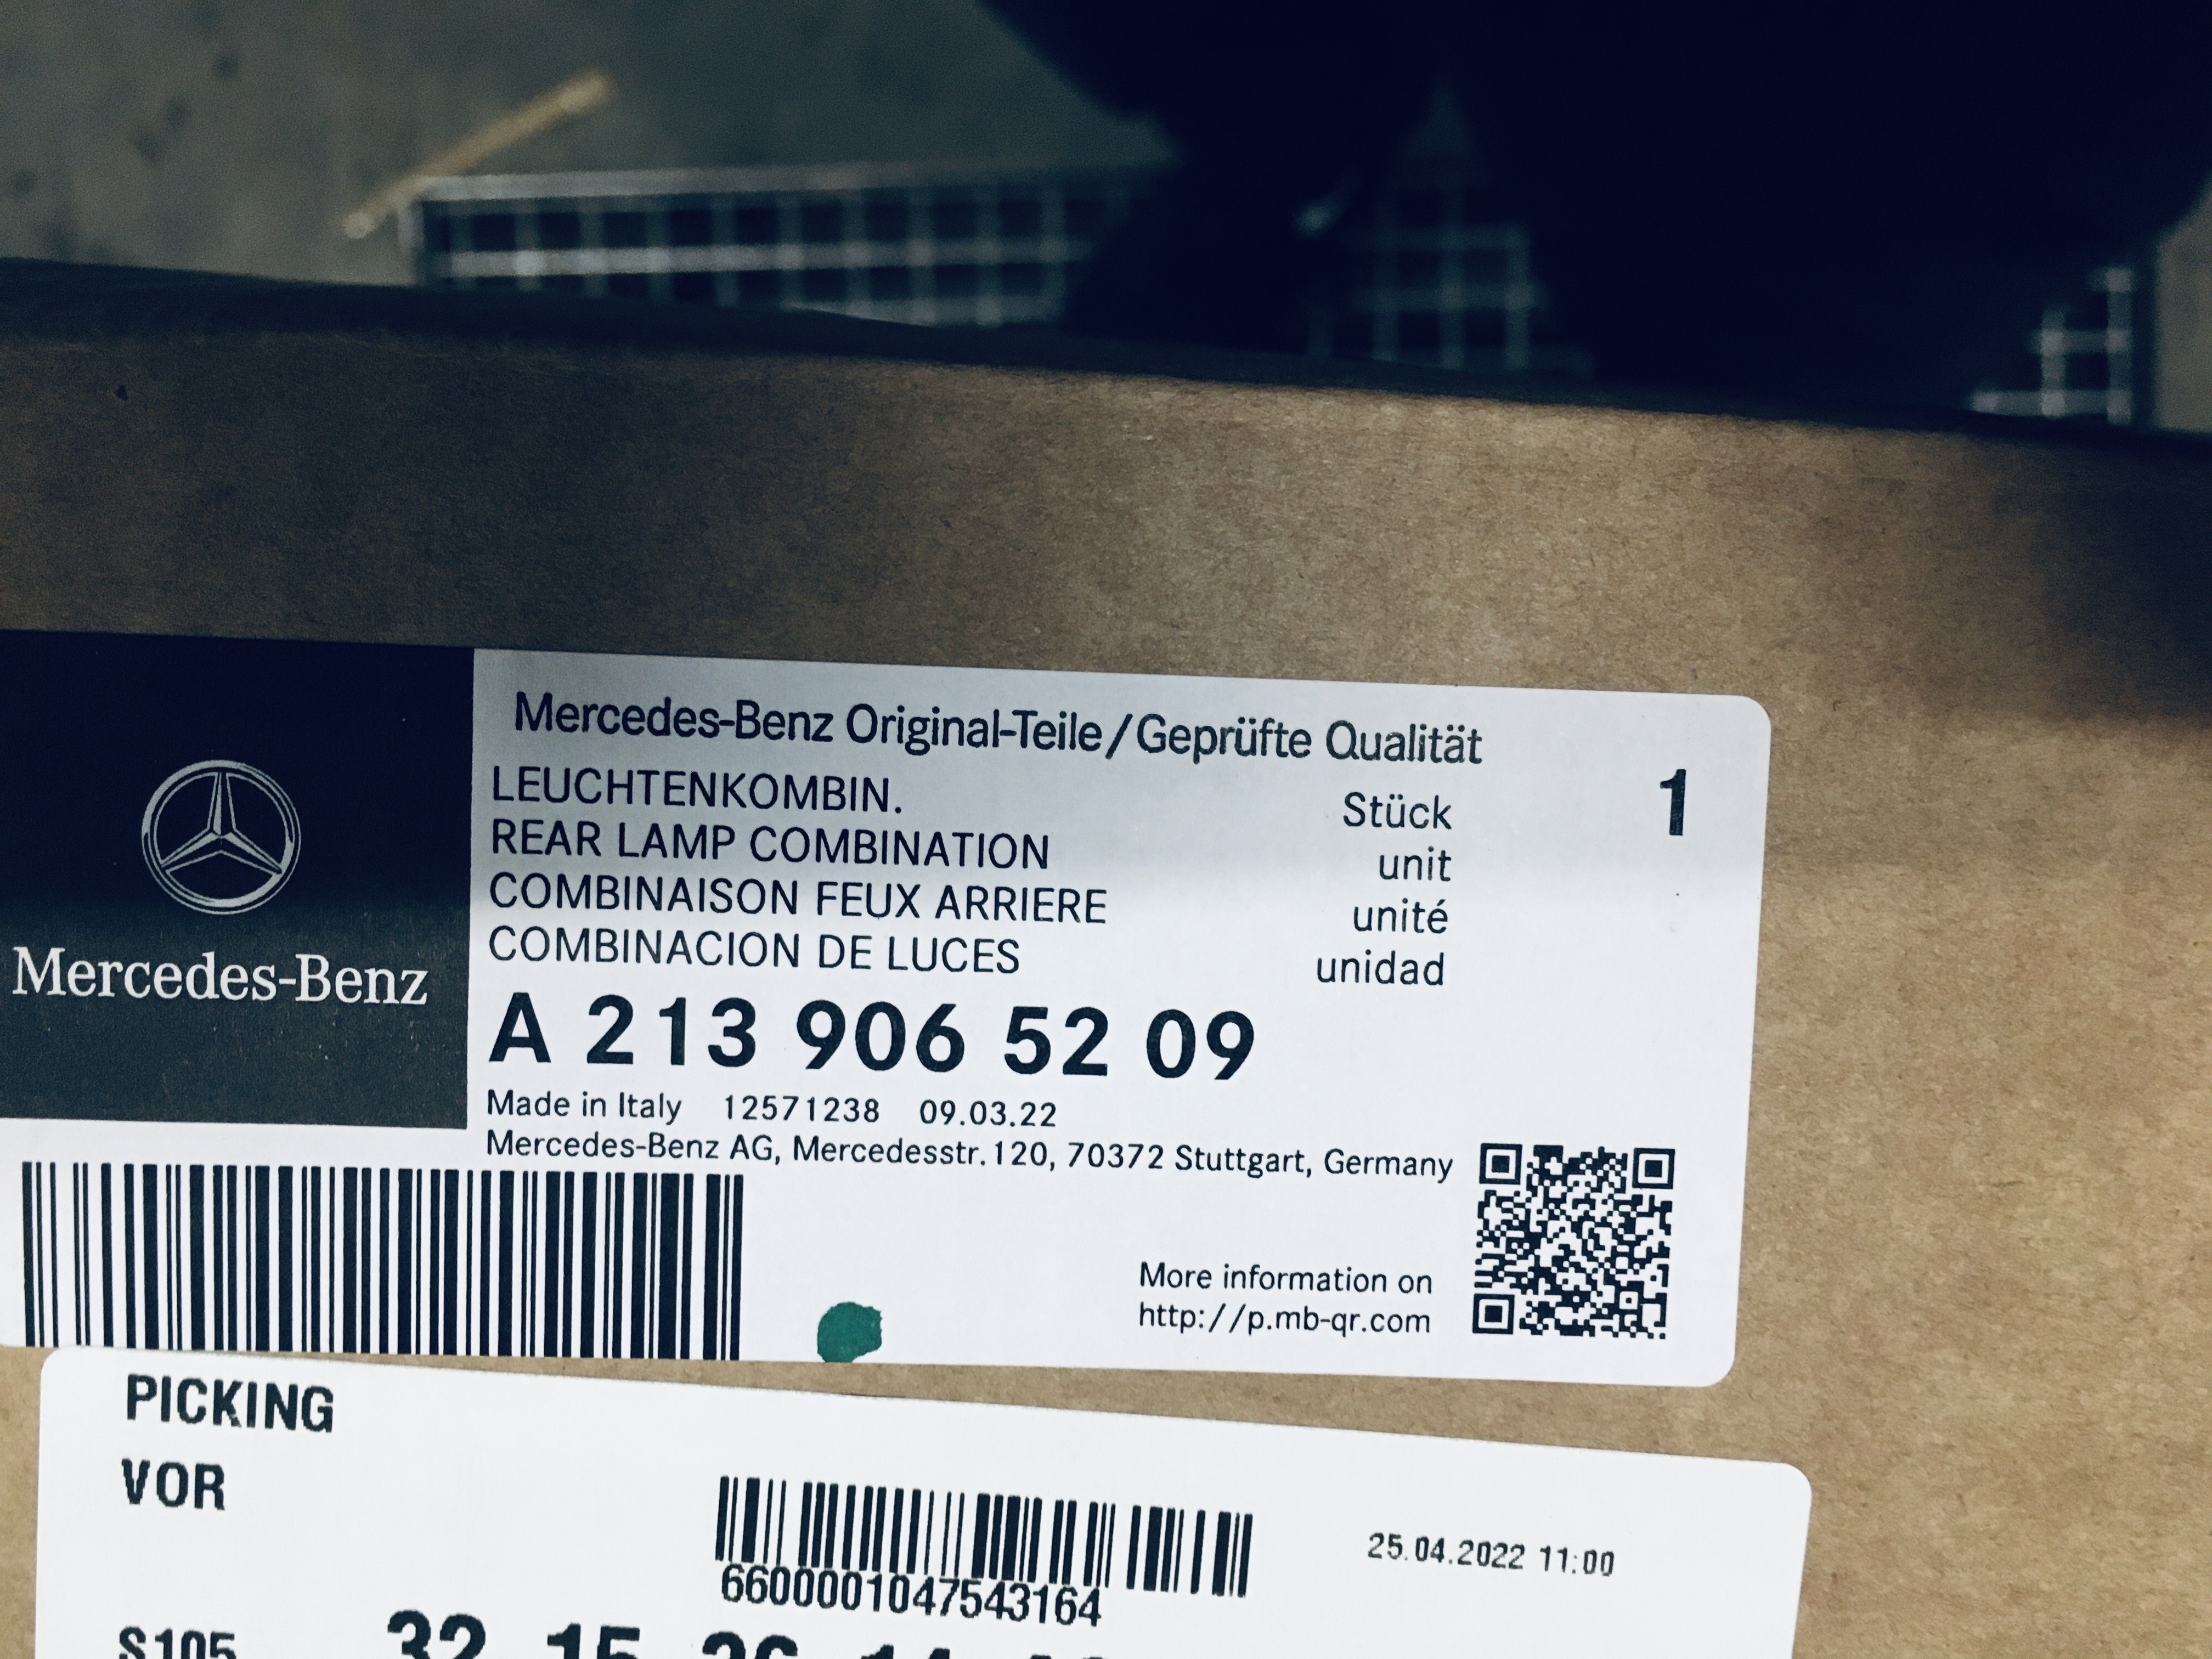 Mercedes-Benz
Mercedes-Benz Original-Teile/Geprüfte Qualität
LEUCHTENKOMBIN. Stück 1
REAR LAMP COMBINATION unit
COMBINAISON FEUX ARRIERE unité
COMBINACION DE LUCES unidad
A 213 906 52 09
Made in Italy 12571238 09.03.22
Mercedes-Benz AG, Mercedesstr. 120, 70372 Stuttgart, Germany
More information on
http://p.mb-qr.com
PICKING
VOR
25.04.2022 11:00
6600001047543164
S105 32 15